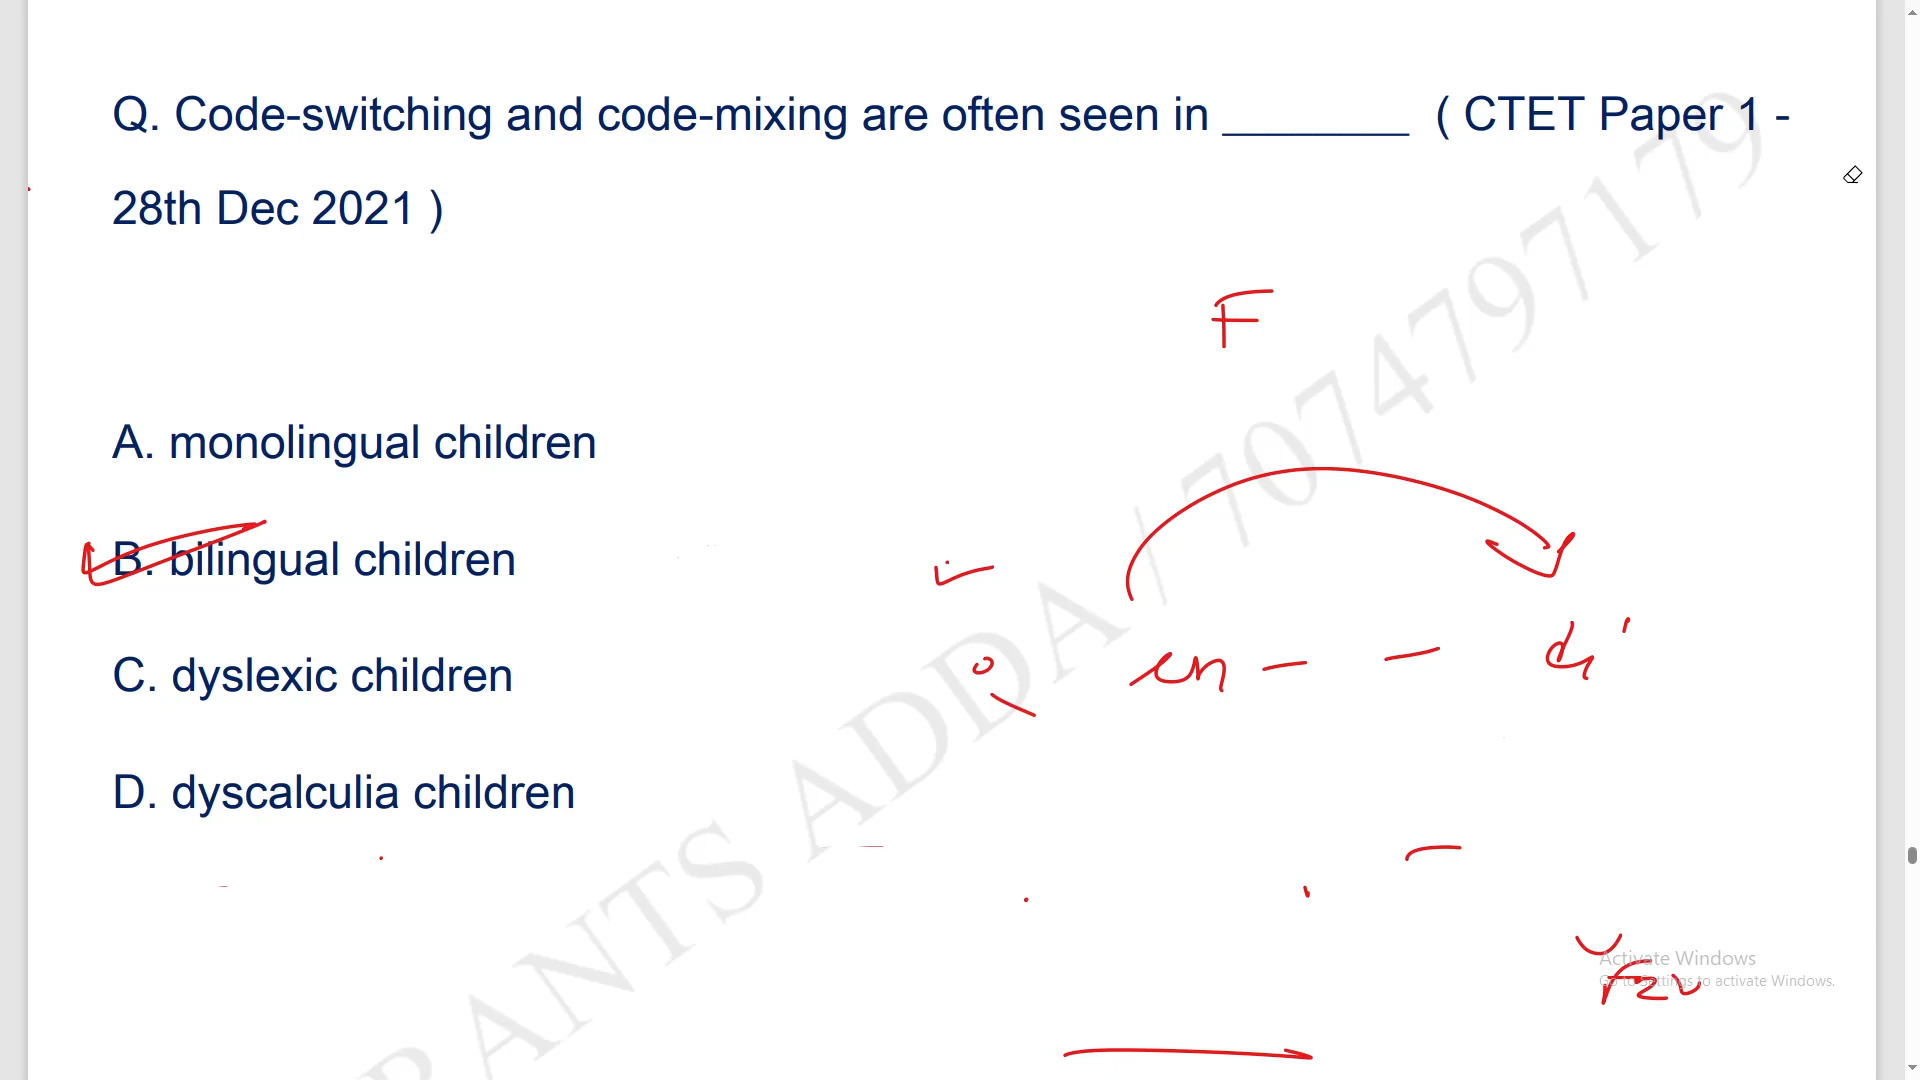 Q. Code-switching and code-mixing are often seen in ________ ( CTET Paper 1 -
28th Dec 2021 )
F
A. monolingual children
B. bilingual children
C. dyslexic children
D. dyscalculia children
en - -
ANTS ADDA / 7074797179
Activate Windows
Go to Settings to activate Windows.